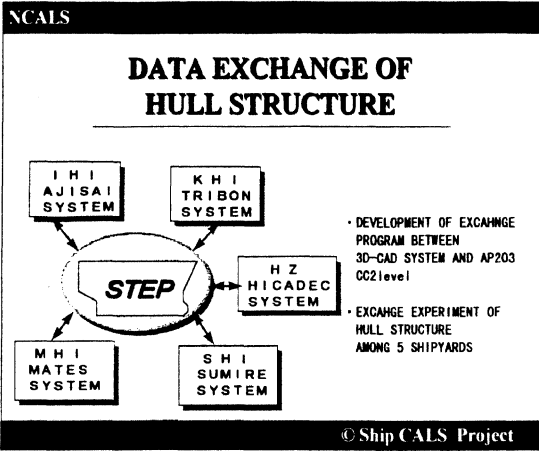 NCALS
DATA EXCHANGE OF
HULL STRUCTURE
I H I
AJISAI
SYSTEM
K H I
TRIBON
SYSTEM
STEP
H Z
HICADEC
SYSTEM
M H I
MATES
SYSTEM
S H I
SUMIRE
SYSTEM
・DEVELOPMENT OF EXCAHNGE
PROGRAM BETWEEN
3D-CAD SYSTEM AND AP203
CC2level
・EXCAHGE EXPERIMENT OF
HULL STRUCTURE
AMONG 5 SHIPYARDS
© Ship CALS Project